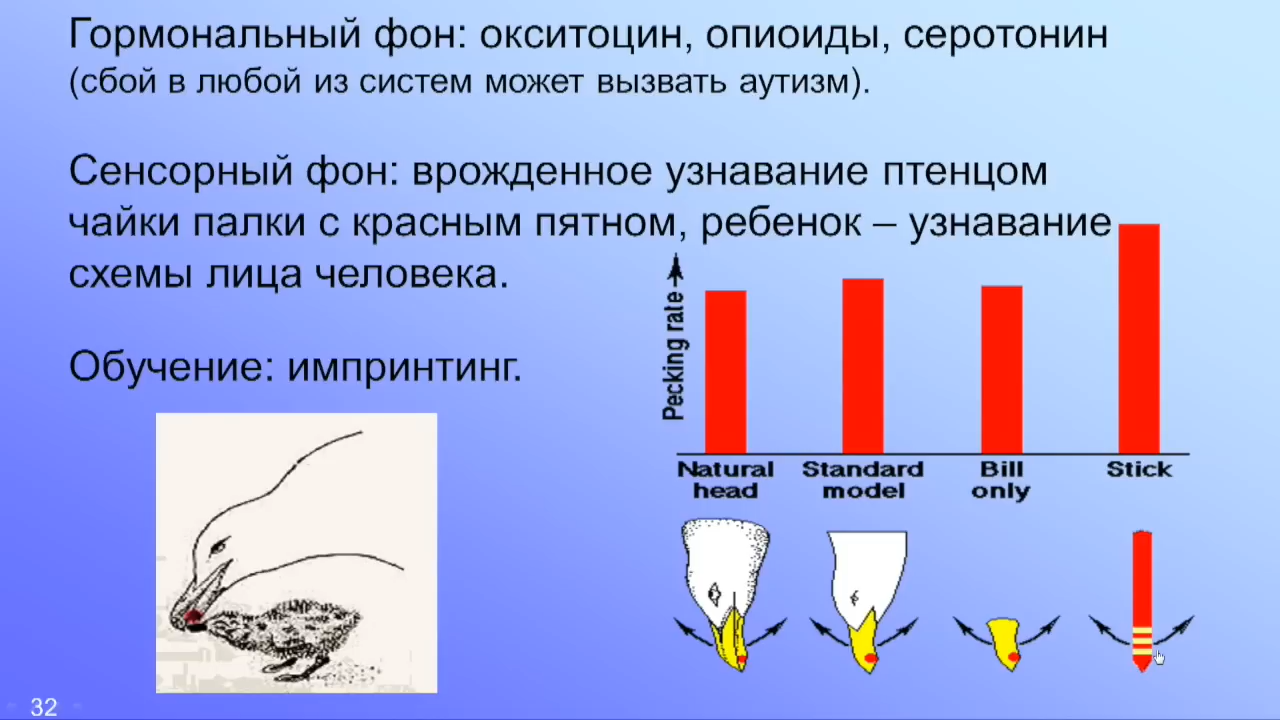 Гормональный фон: окситоцин, опиоиды, серотонин
(сбой в любой из систем может вызвать аутизм).
Сенсорный фон: врожденное узнавание птенцом
чайки палки с красным пятном, ребенок – узнавание
схемы лица человека.
Обучение: импринтинг.
Pecking rate
Natural head
Standard model
Bill only
Stick
32